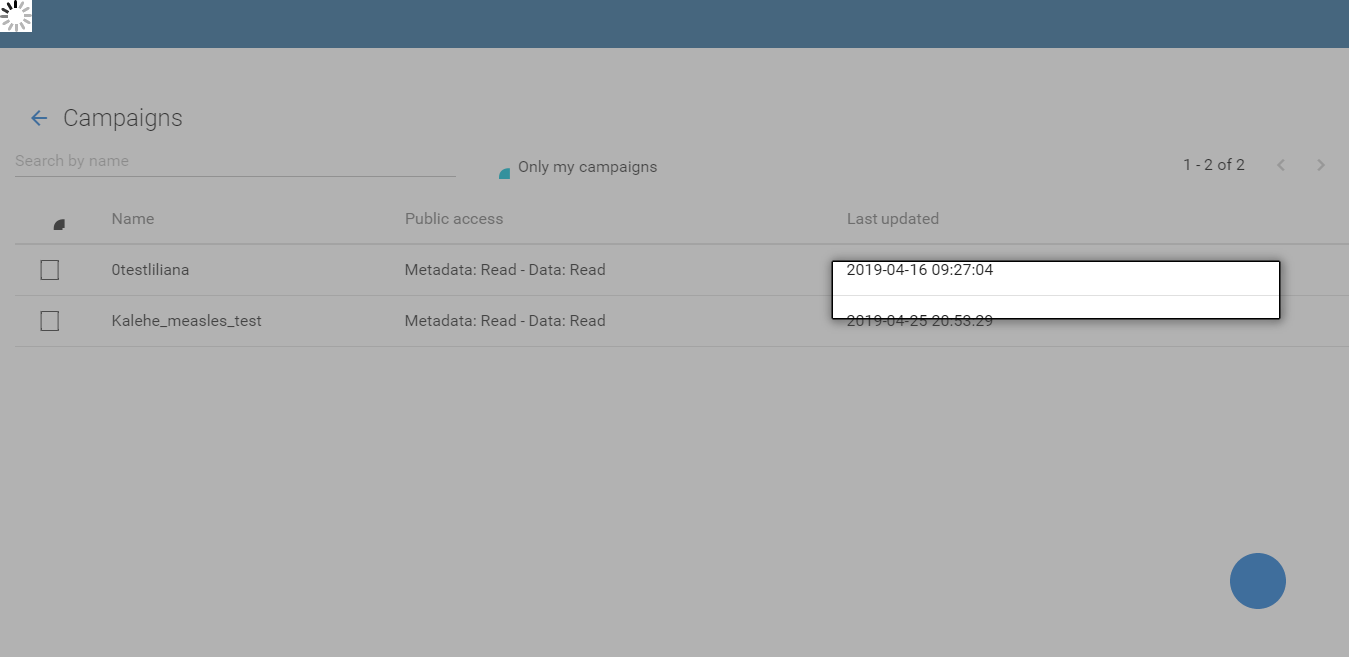 Campaigns
Search by name
Only my campaigns
1 - 2 of 2
Name Public access Last updated
0testliliana Metadata: Read - Data: Read 2019-04-16 09:27:04
Kalehe_measles_test Metadata: Read - Data: Read 2019-04-25 20:53:29